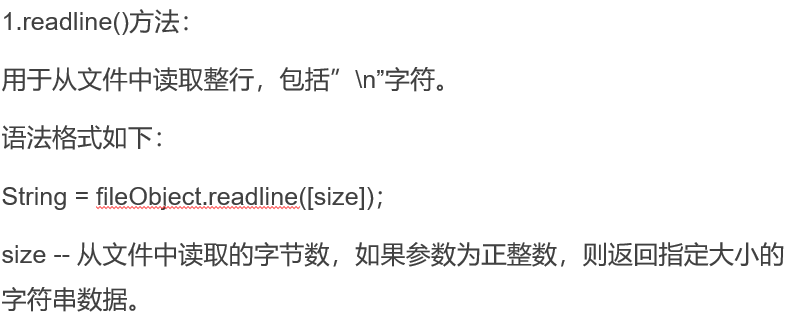 1.readline()方法：
用于从文件中读取整行，包括”\n”字符。
语法格式如下：
String = fileObject.readline([size]);
size -- 从文件中读取的字节数，如果参数为正整数，则返回指定大小的
字符串数据。